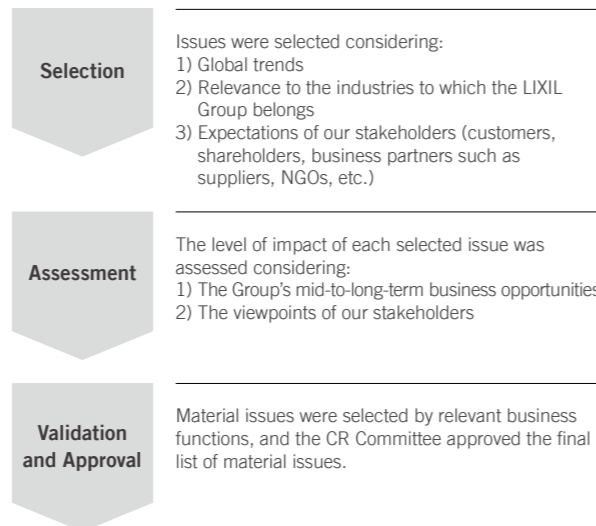 Selection
Issues were selected considering:
1) Global trends
2) Relevance to the industries to which the LIXIL
Group belongs
3) Expectations of our stakeholders (customers,
shareholders, business partners such as
suppliers, NGOs, etc.)
Assessment
The level of impact of each selected issue was
assessed considering:
1) The Group’s mid-to-long-term business opportunities
2) The viewpoints of our stakeholders
Validation
and Approval
Material issues were selected by relevant business
functions, and the CR Committee approved the final
list of material issues.